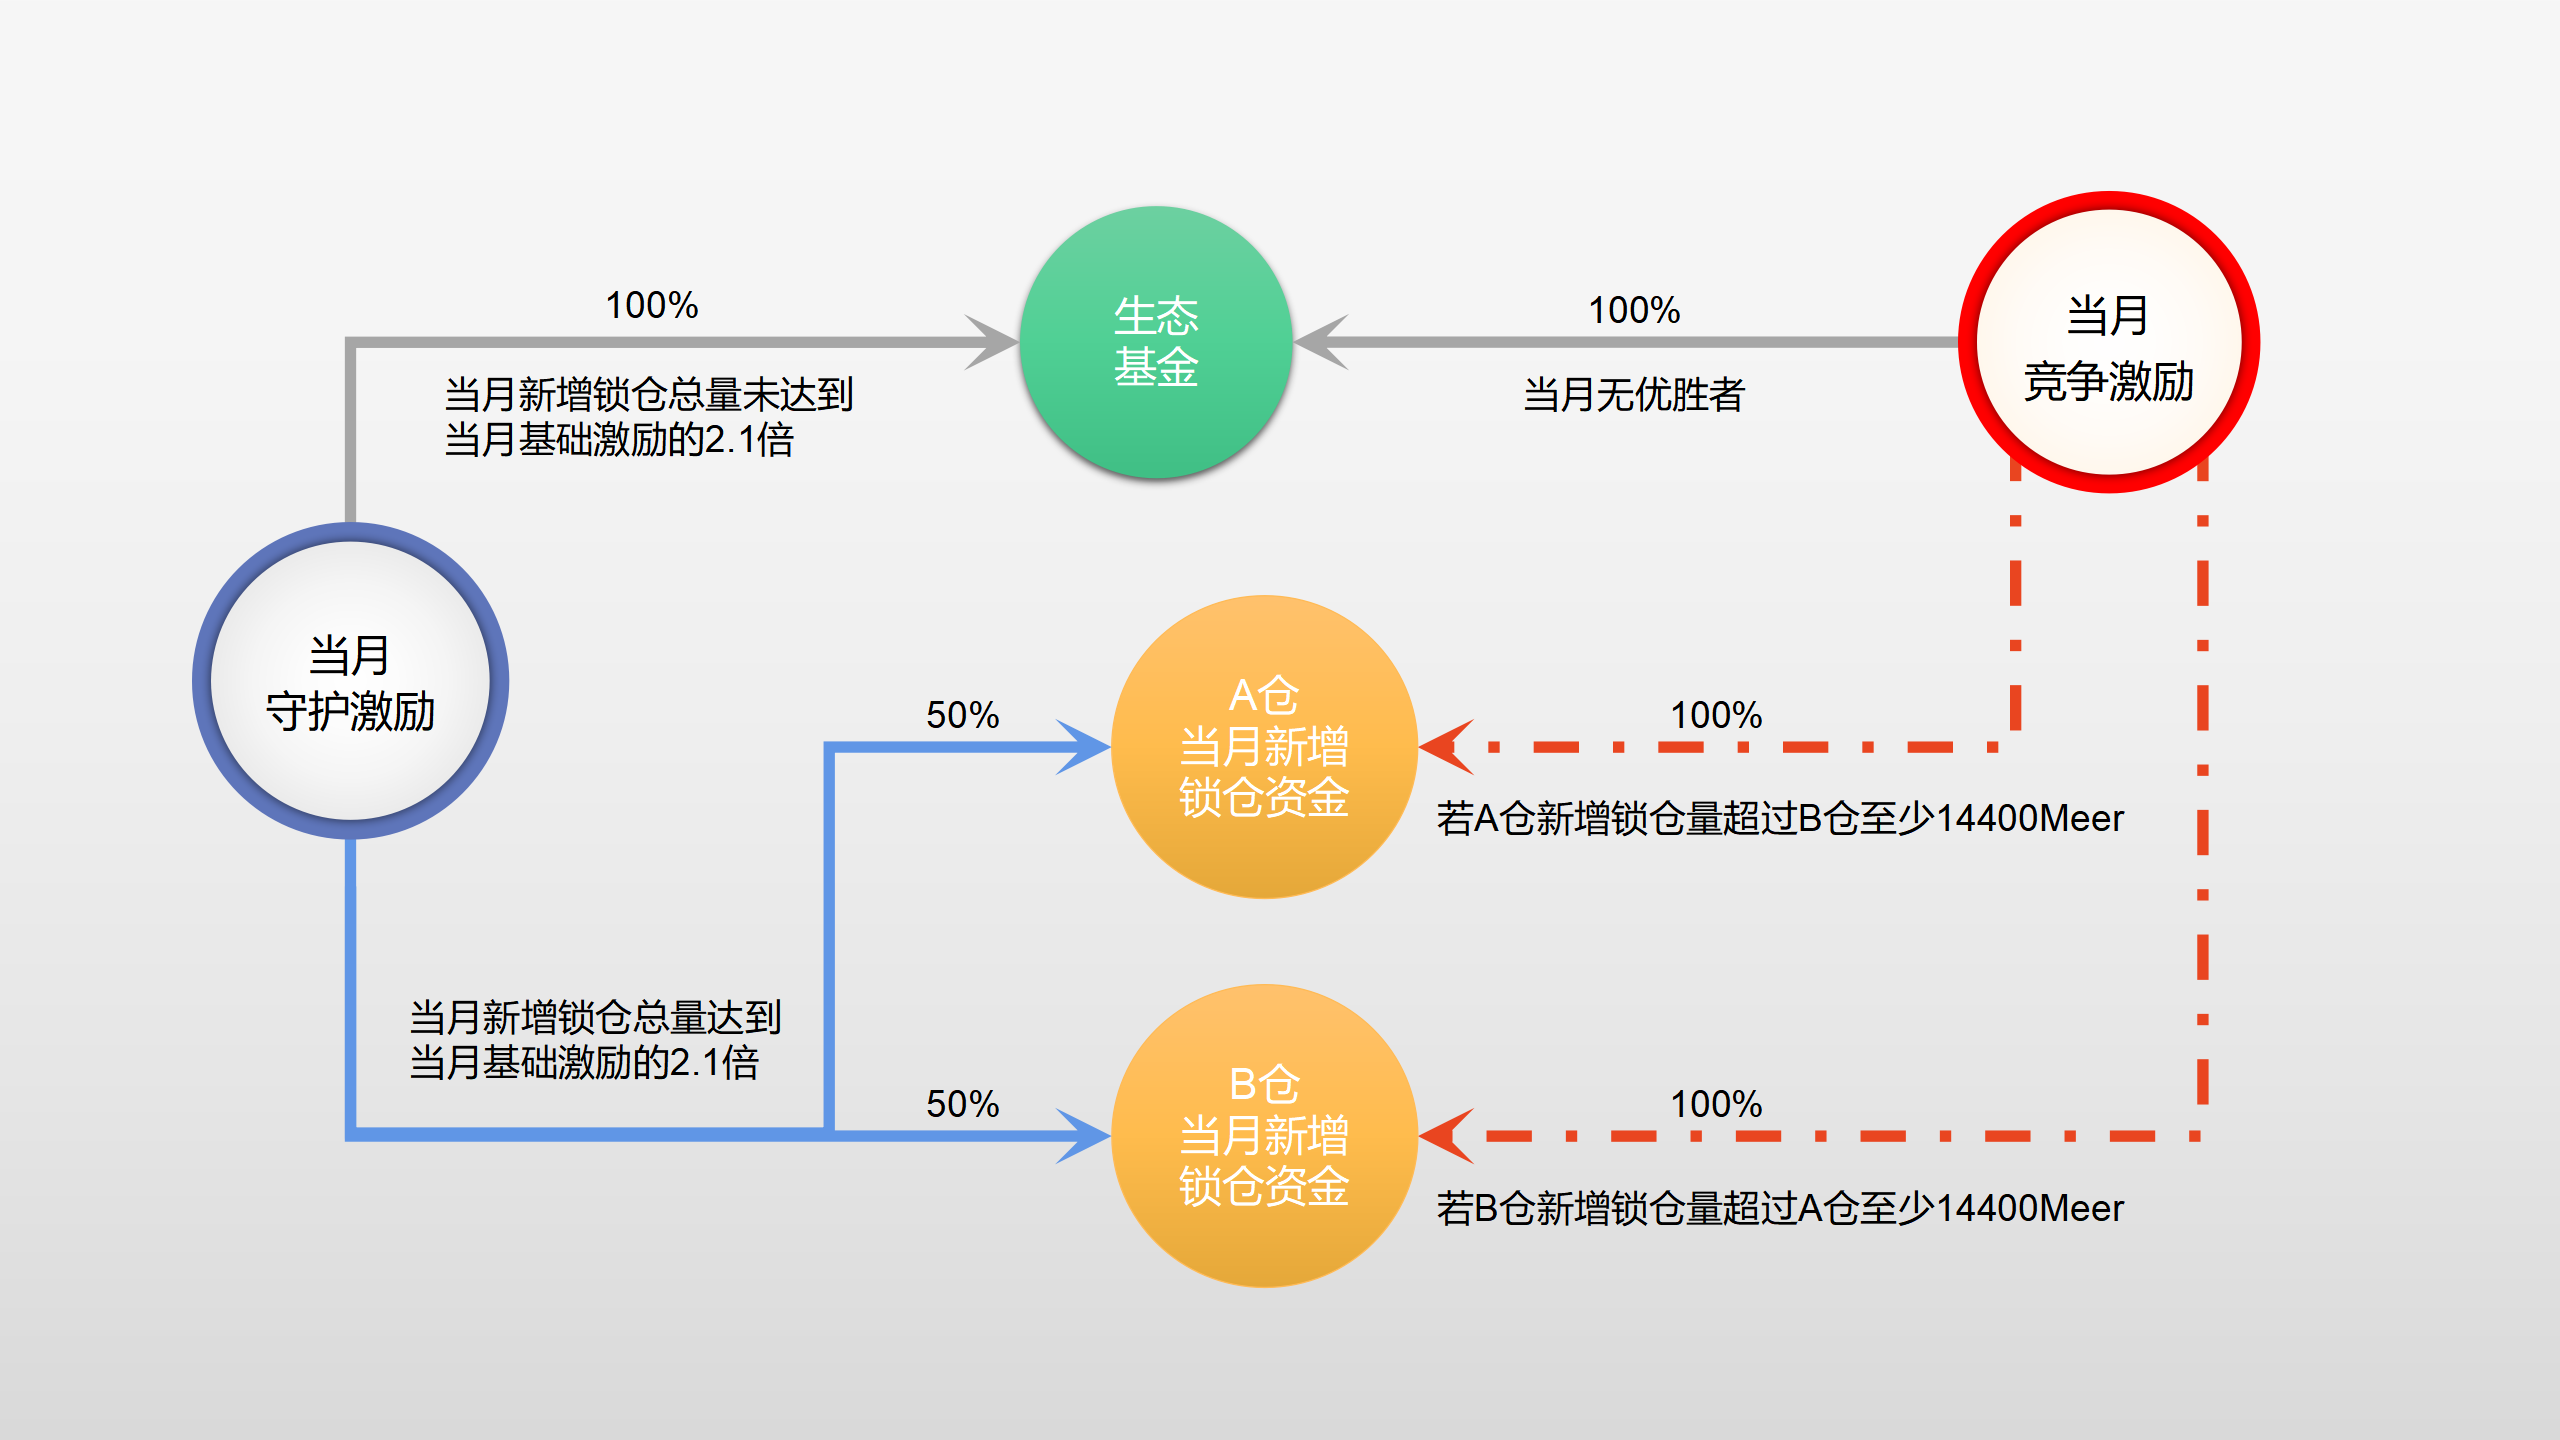 100%
当月新增锁仓总量未达到
当月基础激励的2.1倍
生态
基金
100%
当月无优胜者
当月
竞争激励
当月
守护激励
50%
A仓
当月新增
锁仓资金
100%
若A仓新增锁仓量超过B仓至少14400Meer
当月新增锁仓总量达到
当月基础激励的2.1倍
50%
B仓
当月新增
锁仓资金
100%
若B仓新增锁仓量超过A仓至少14400Meer